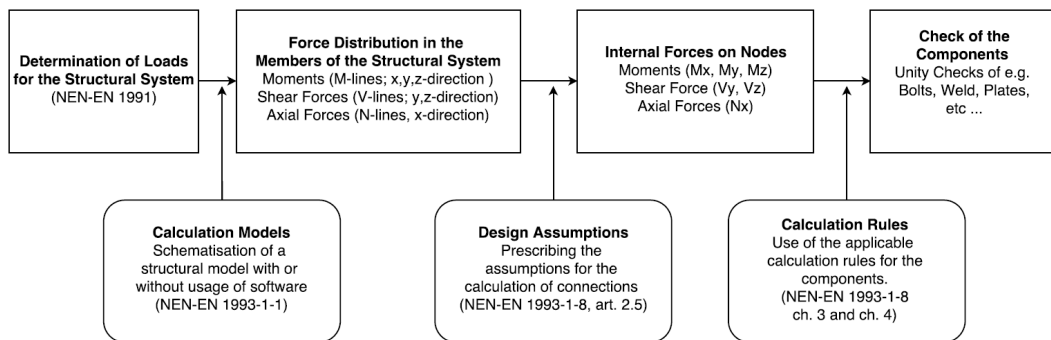 Determination of Loads
for the Structural System
(NEN-EN 1991)
Force Distribution in the
Members of the Structural System
Moments (M-lines; x,y,z-direction )
Shear Forces (V-lines; y,z-direction)
Axial Forces (N-lines, x-direction)
Internal Forces on Nodes
Moments (Mx, My, Mz)
Shear Force (Vy, Vz)
Axial Forces (Nx)
Check of the
Components
Unity Checks of e.g.
Bolts, Weld, Plates,
etc ...
Calculation Models
Schematisation of a
structural model with or
without usage of software
(NEN-EN 1993-1-1)
Design Assumptions
Prescribing the
assumptions for the
calculation of connections
(NEN-EN 1993-1-8, art. 2.5)
Calculation Rules
Use of the applicable
calculation rules for the
components.
(NEN-EN 1993-1-8
ch. 3 and ch. 4)